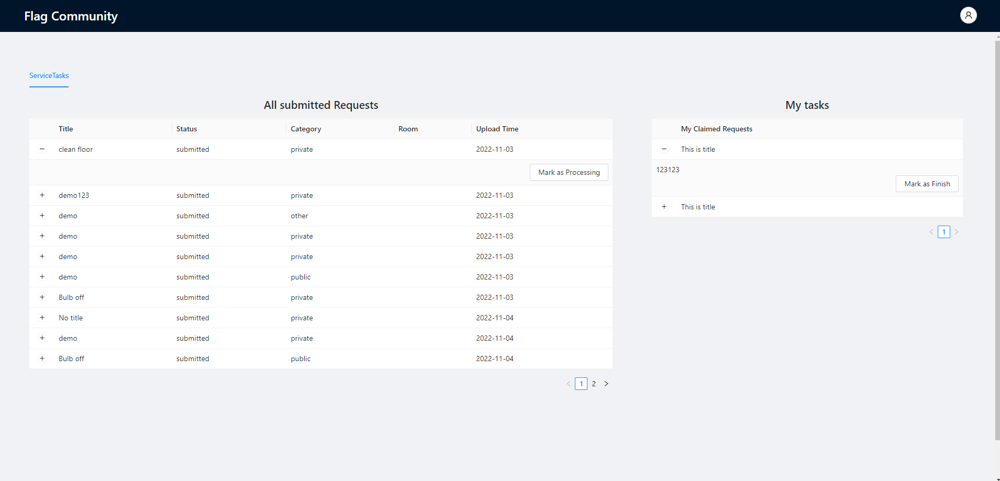 Flag Community
ServiceTasks
All submitted Requests
Title Status Category Room Upload Time
clean floor submitted private 2022-11-03
Mark as Processing
demo123 submitted private 2022-11-03
demo submitted other 2022-11-03
demo submitted private 2022-11-03
demo submitted private 2022-11-03
demo submitted public 2022-11-03
Bulb off submitted private 2022-11-03
No title submitted private 2022-11-04
demo submitted private 2022-11-04
Bulb off submitted public 2022-11-04
1 2
My tasks
My Claimed Requests
This is title
123123
Mark as Finish
This is title
1